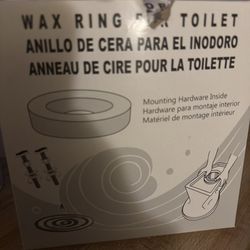 WAX RING FOR TOILET
ANILLO DE CERA PARA EL INODORO
ANNEAU DE CIRE POUR LA TOILETTE
Mounting Hardware Inside
Hardware para montaje interior
Matériel de montage intérieur